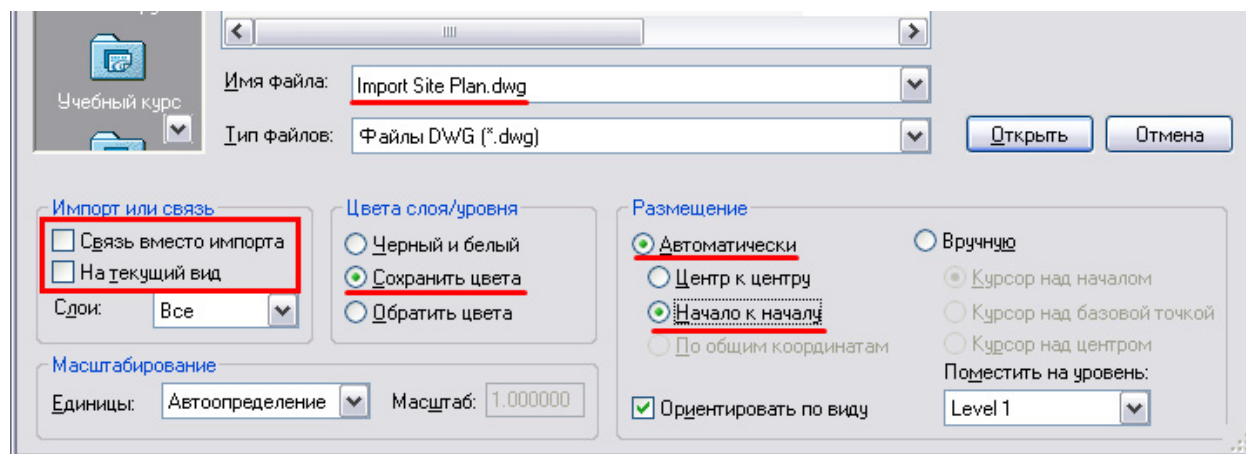 Учебный курс
Имя файла: Import Site Plan.dwg
Тип файлов: Файлы DWG (*.dwg)
Открыть Отмена
Импорт или связь
Связь вместо импорта
На текущий вид
Слои: Все
Масштабирование
Единицы: Автоопределение Масштаб: 1.000000
Цвета слоя/уровня
Черный и белый
Сохранить цвета
Обратить цвета
Размещение
Автоматически
Центр к центру
Начало к началу
По общим координатам
Ориентировать по виду
Вручную
Курсор над началом
Курсор над базовой точкой
Курсор над центром
Поместить на уровень:
Level 1